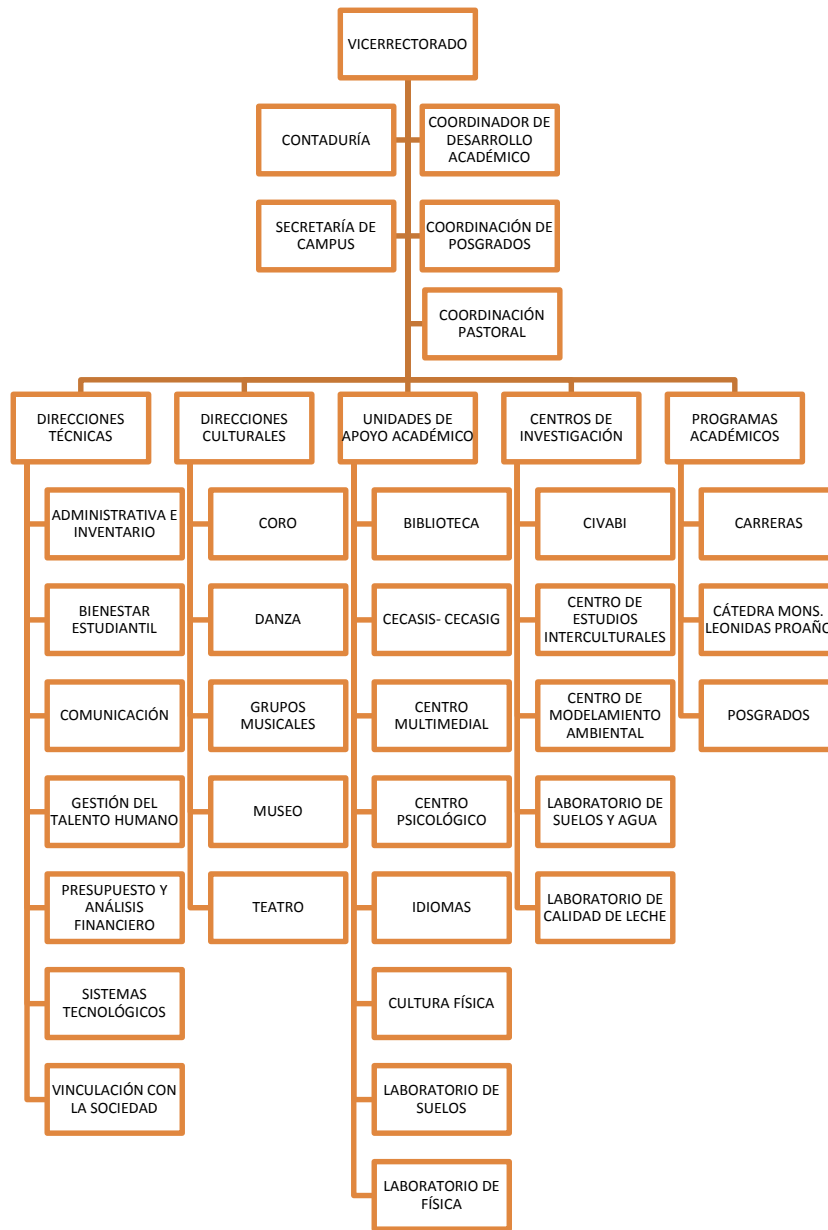 VICERRECTORADO
CONTADURÍA
COORDINADOR DE
DESARROLLO
ACADÉMICO
SECRETARÍA DE
CAMPUS
COORDINACIÓN DE
POSGRADOS
COORDINACIÓN
PASTORAL
DIRECCIONES
TÉCNICAS
ADMINISTRATIVA E
INVENTARIO
BIENESTAR
ESTUDIANTIL
COMUNICACIÓN
GESTIÓN DEL
TALENTO HUMANO
PRESUPUESTO Y
ANÁLISIS
FINANCIERO
SISTEMAS
TECNOLÓGICOS
VINCULACIÓN CON
LA SOCIEDAD
DIRECCIONES
CULTURALES
CORO
DANZA
GRUPOS
MUSICALES
MUSEO
TEATRO
UNIDADES DE
APOYO ACADÉMICO
BIBLIOTECA
CECASIS- CECASIG
CENTRO
MULTIMEDIAL
CENTRO
PSICOLÓGICO
IDIOMAS
CULTURA FÍSICA
LABORATORIO DE
SUELOS
LABORATORIO DE
FÍSICA
CENTROS DE
INVESTIGACIÓN
CIVABI
CENTRO DE
ESTUDIOS
INTERCULTURALES
CENTRO DE
MODELAMIENTO
AMBIENTAL
LABORATORIO DE
SUELOS Y AGUA
LABORATORIO DE
CALIDAD DE LECHE
PROGRAMAS
ACADÉMICOS
CARRERAS
CÁTEDRA MONS.
LEONIDAS PROAÑO
POSGRADOS